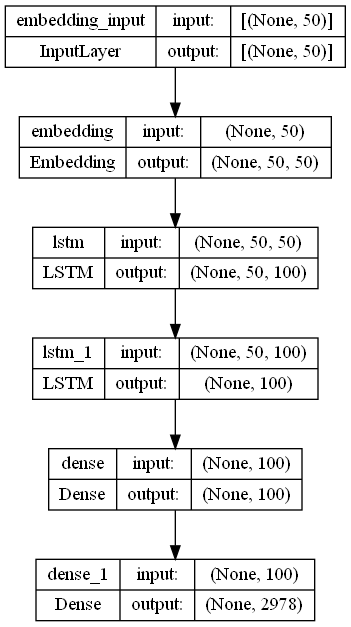 embedding_input input: [(None, 50)]
InputLayer output: [(None, 50)]
embedding input: (None, 50)
Embedding output: (None, 50, 50)
lstm input: (None, 50, 50)
LSTM output: (None, 50, 100)
lstm_1 input: (None, 50, 100)
LSTM output: (None, 100)
dense input: (None, 100)
Dense output: (None, 100)
dense_1 input: (None, 100)
Dense output: (None, 2978)